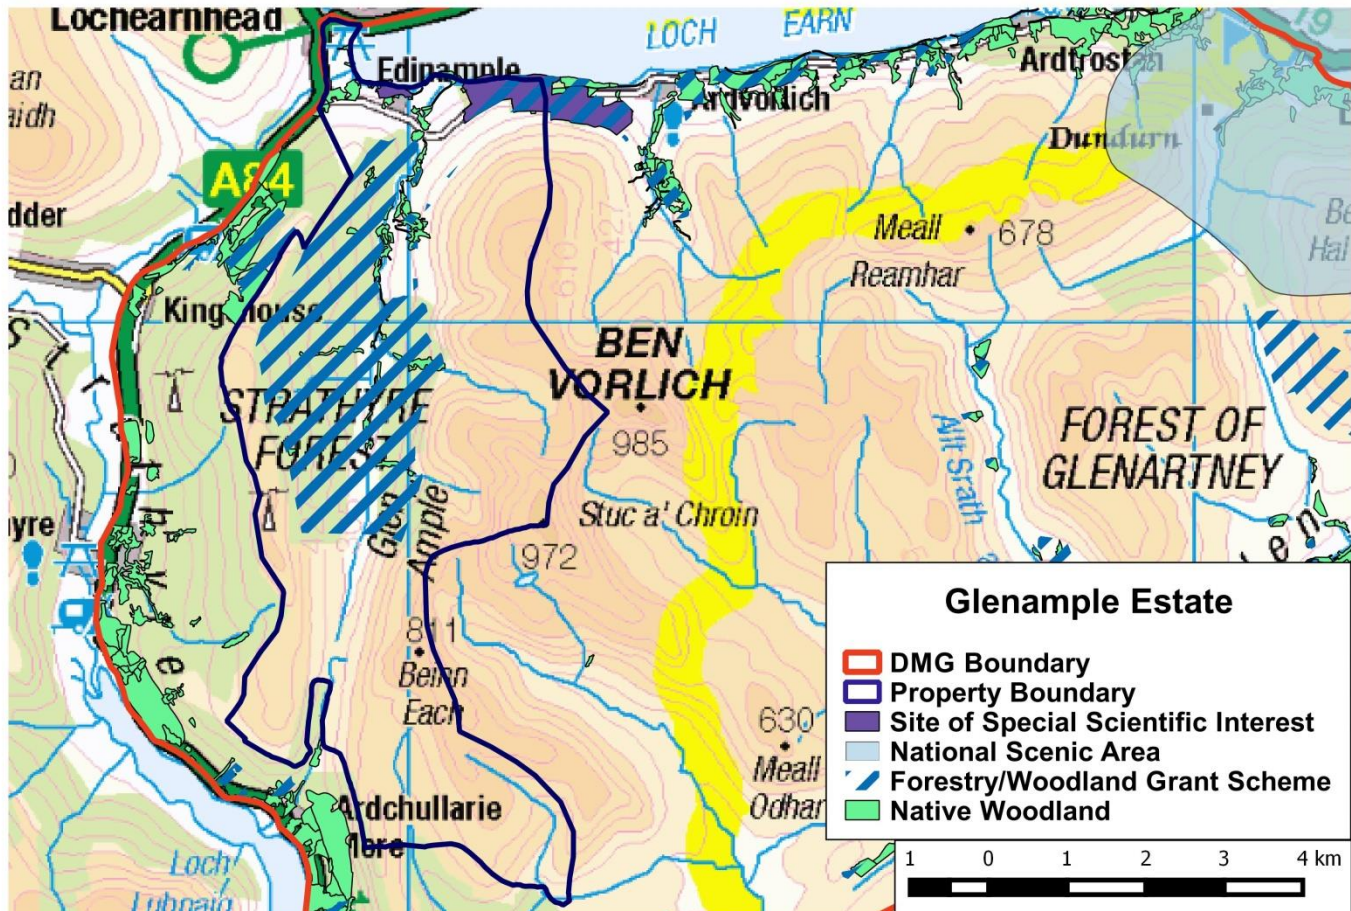 Lochearnhead
LOCH EARN
Edinample
Ardtrostan
Ardvorlich
Dundurn
A84
Meall
Reamhar
678
610
427
Kingshouse
BEN
VORLICH
985
STRATHYRE
FOREST
FOREST OF
GLENARTNEY
Allt Srath
Stuc a' Chroin
972
Glen
Ample
811
Beinn
Each
630
Meall
Odhar
Ardchullarie
More
Loch
Lubnaig
Glenample Estate
DMG Boundary
Property Boundary
Site of Special Scientific Interest
National Scenic Area
Forestry/Woodland Grant Scheme
Native Woodland
1 0 1 2 3 4 km